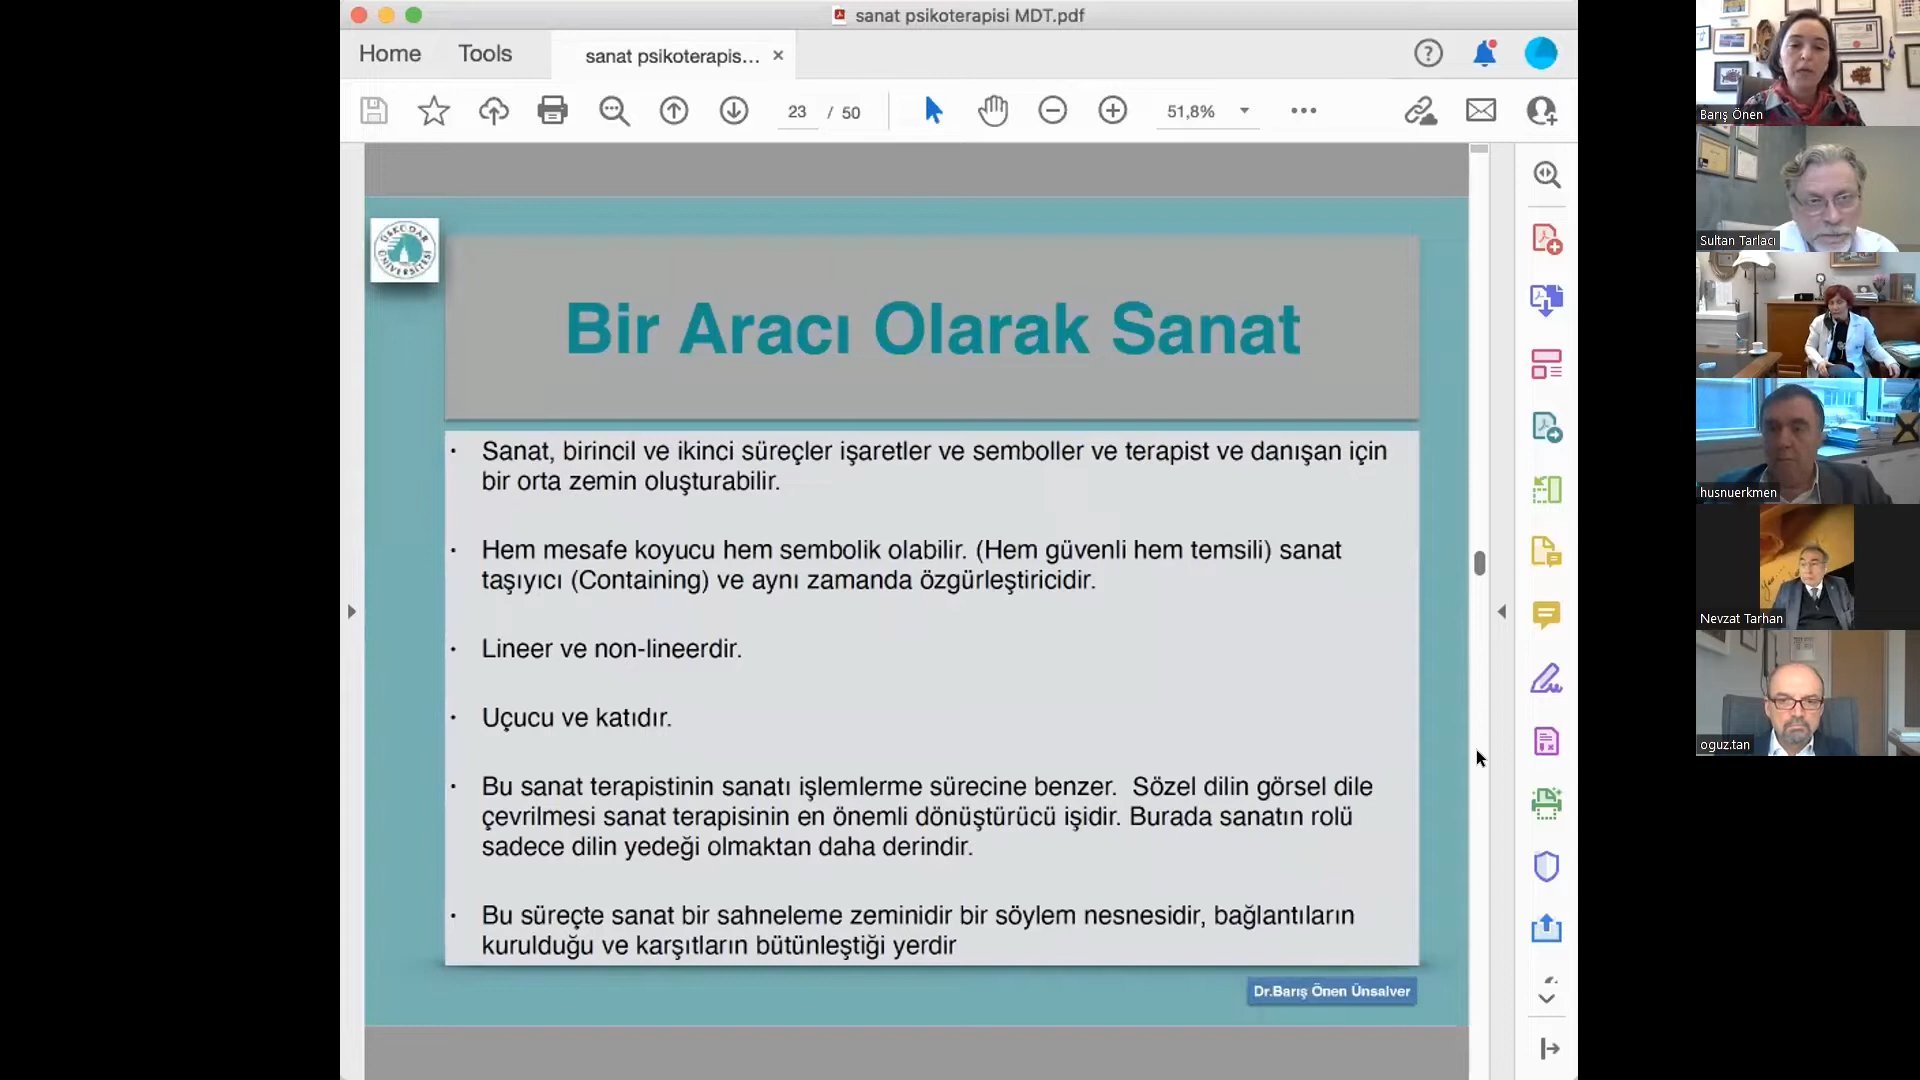 sanat psikoterapisi MDT.pdf
Home
Tools
sanat psikoterapis...
23 / 50
51,8%
ÜSKÜDAR ÜNİVERSİTESİ
Bir Aracı Olarak Sanat
· Sanat, birincil ve ikinci süreçler işaretler ve semboller ve terapist ve danışan için
bir orta zemin oluşturabilir.
· Hem mesafe koyucu hem sembolik olabilir. (Hem güvenli hem temsili) sanat
taşıyıcı (Containing) ve aynı zamanda özgürleştiricidir.
· Lineer ve non-lineerdir.
· Uçucu ve katıdır.
· Bu sanat terapistinin sanatı işlemlerme sürecine benzer.  Sözel dilin görsel dile
çevrilmesi sanat terapisinin en önemli dönüştürücü işidir. Burada sanatın rolü
sadece dilin yedeği olmaktan daha derindir.
· Bu süreçte sanat bir sahneleme zeminidir bir söylem nesnesidir, bağlantıların
kurulduğu ve karşıtların bütünleştiği yerdir
Dr.Barış Önen Ünsalver
Barış Önen
Sultan Tarlacı
husnuerkmen
Nevzat Tarhan
oguz.tan